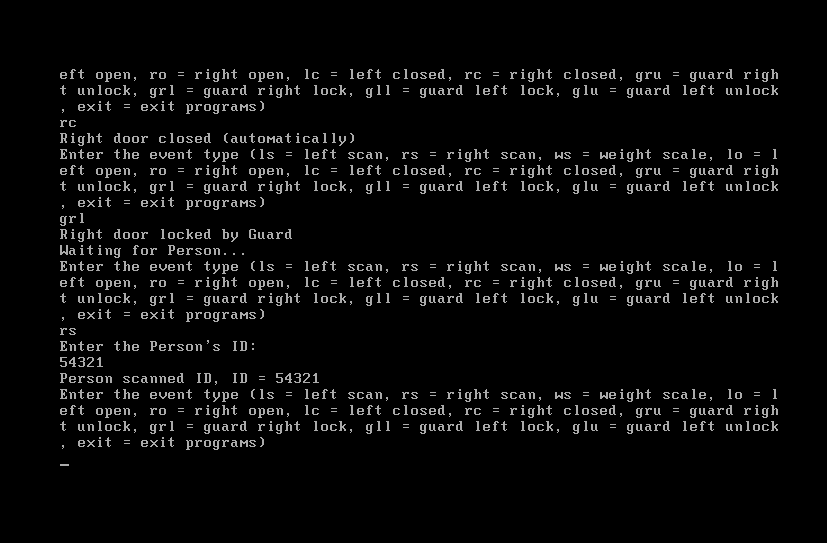 eft open, ro = right open, lc = left closed, rc = right closed, gru = guard righ
t unlock, grl = guard right lock, gll = guard left lock, glu = guard left unlock
, exit = exit programs)
rc
Right door closed (automatically)
Enter the event type (ls = left scan, rs = right scan, ws = weight scale, lo = l
eft open, ro = right open, lc = left closed, rc = right closed, gru = guard righ
t unlock, grl = guard right lock, gll = guard left lock, glu = guard left unlock
, exit = exit programs)
grl
Right door locked by Guard
Waiting for Person...
Enter the event type (ls = left scan, rs = right scan, ws = weight scale, lo = l
eft open, ro = right open, lc = left closed, rc = right closed, gru = guard righ
t unlock, grl = guard right lock, gll = guard left lock, glu = guard left unlock
, exit = exit programs)
rs
Enter the Person's ID:
54321
Person scanned ID, ID = 54321
Enter the event type (ls = left scan, rs = right scan, ws = weight scale, lo = l
eft open, ro = right open, lc = left closed, rc = right closed, gru = guard righ
t unlock, grl = guard right lock, gll = guard left lock, glu = guard left unlock
, exit = exit programs)